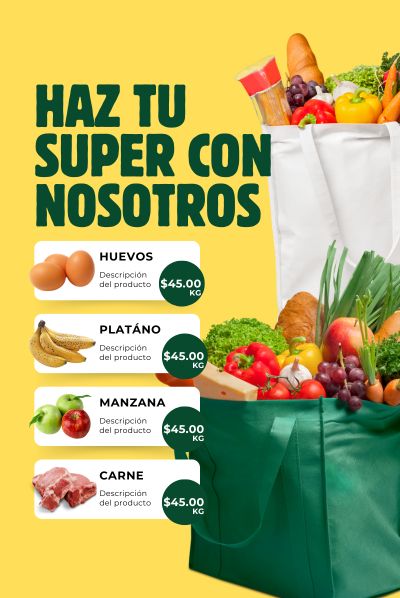 HAZ TU
SUPER CON
NOSOTROS
HUEVOS
Descripción
del producto
$45.00
KG
PLATÁNO
Descripción
del producto
$45.00
KG
MANZANA
Descripción
del producto
$45.00
KG
CARNE
Descripción
del producto
$45.00
KG